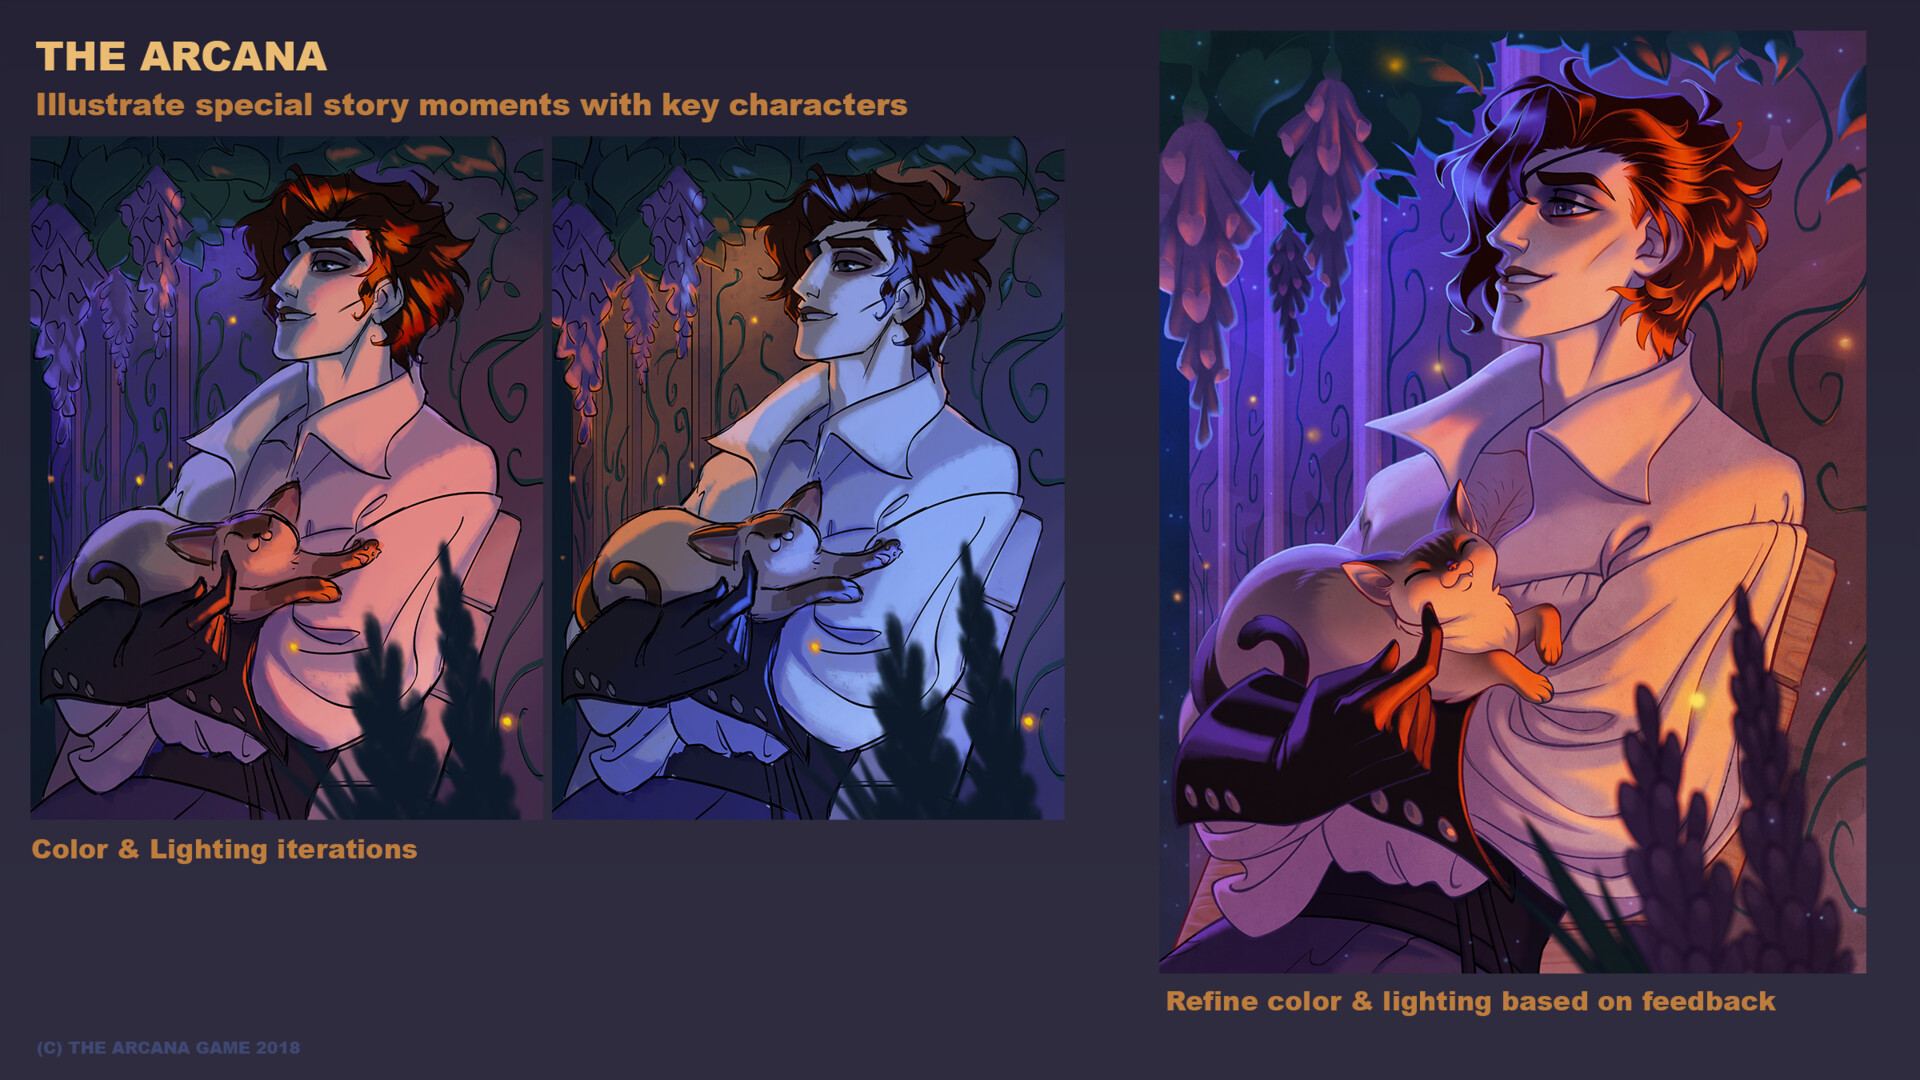 THE ARCANA
Illustrate special story moments with key characters
Color & Lighting iterations
Refine color & lighting based on feedback
(C) THE ARCANA GAME 2018